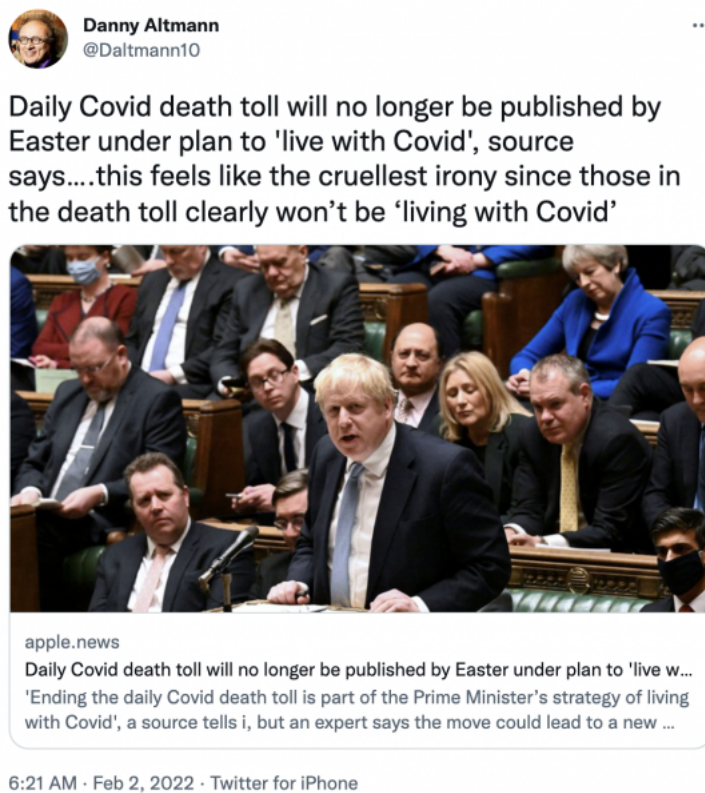 Danny Altmann
@Daltmann10
Daily Covid death toll will no longer be published by
Easter under plan to 'live with Covid', source
says....this feels like the cruellest irony since those in
the death toll clearly won't be 'living with Covid'
apple.news
Daily Covid death toll will no longer be published by Easter under plan to 'live w...
'Ending the daily Covid death toll is part of the Prime Minister's strategy of living
with Covid', a source tells i, but an expert says the move could lead to a new ...
6:21 AM · Feb 2, 2022 · Twitter for iPhone